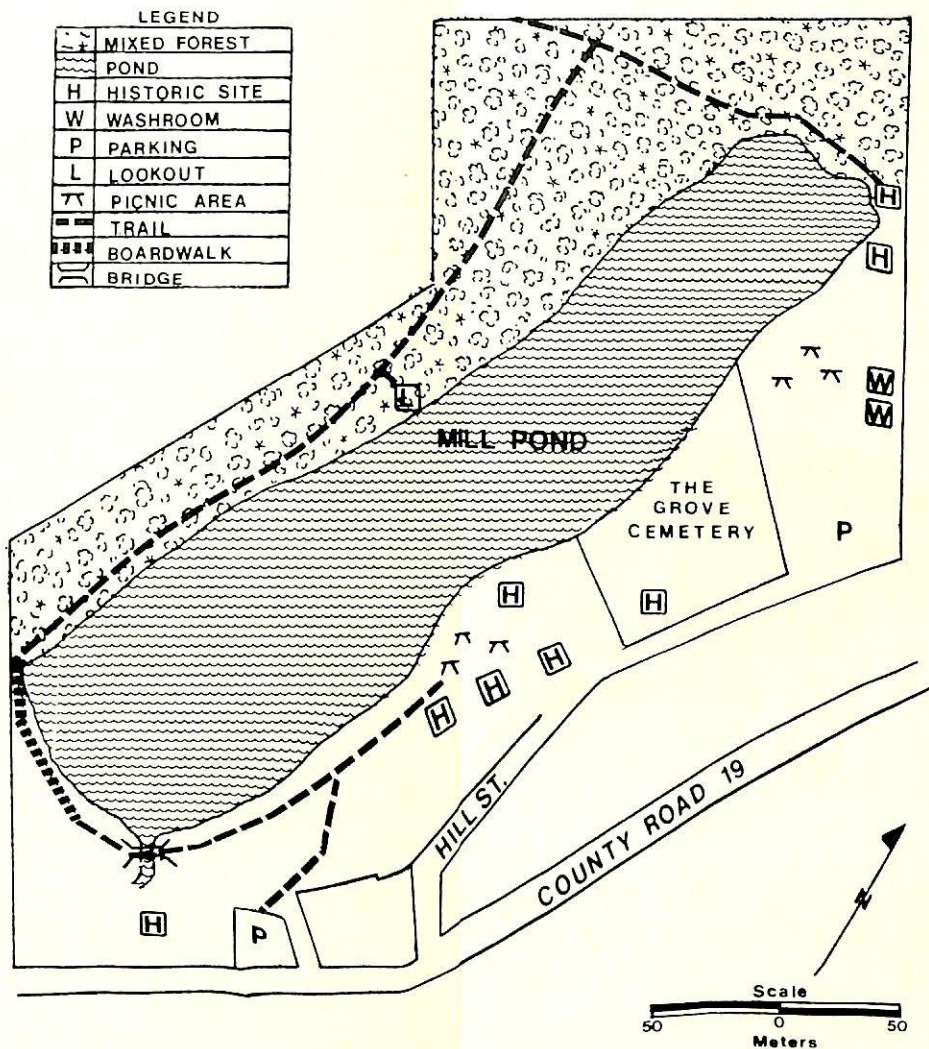 LEGEND
MIXED FOREST
POND
H HISTORIC SITE
W WASHROOM
P PARKING
L LOOKOUT
PICNIC AREA
TRAIL
BOARDWALK
BRIDGE
H
H
L
W
W
MILL POND
THE
GROVE
CEMETERY
P
H
H
H
H
H
HILL ST.
COUNTY ROAD 19
H
P
N
Scale
50 0 50
Meters